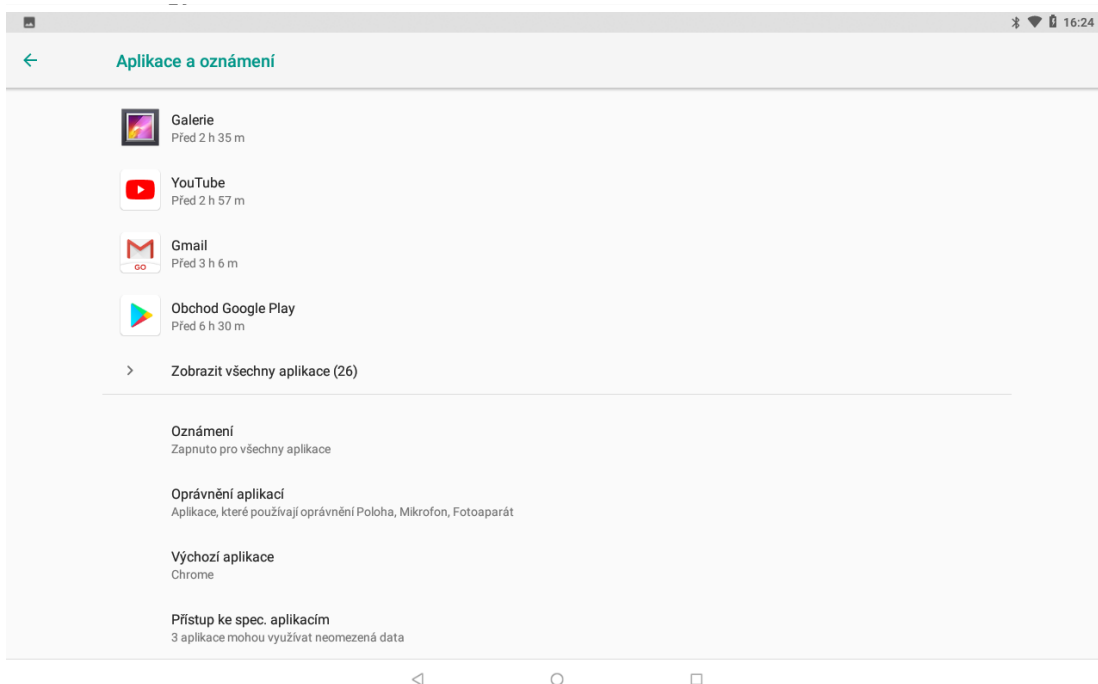 16:24
Aplikace a oznámení
Galerie
Před 2 h 35 m
YouTube
Před 2 h 57 m
Gmail
Před 3 h 6 m
GO
Obchod Google Play
Před 6 h 30 m
Zobrazit všechny aplikace (26)
Oznámení
Zapnuto pro všechny aplikace
Oprávnění aplikací
Aplikace, které používají oprávnění Poloha, Mikrofon, Fotoaparát
Výchozí aplikace
Chrome
Přístup ke spec. aplikacím
3 aplikace mohou využívat neomezená data